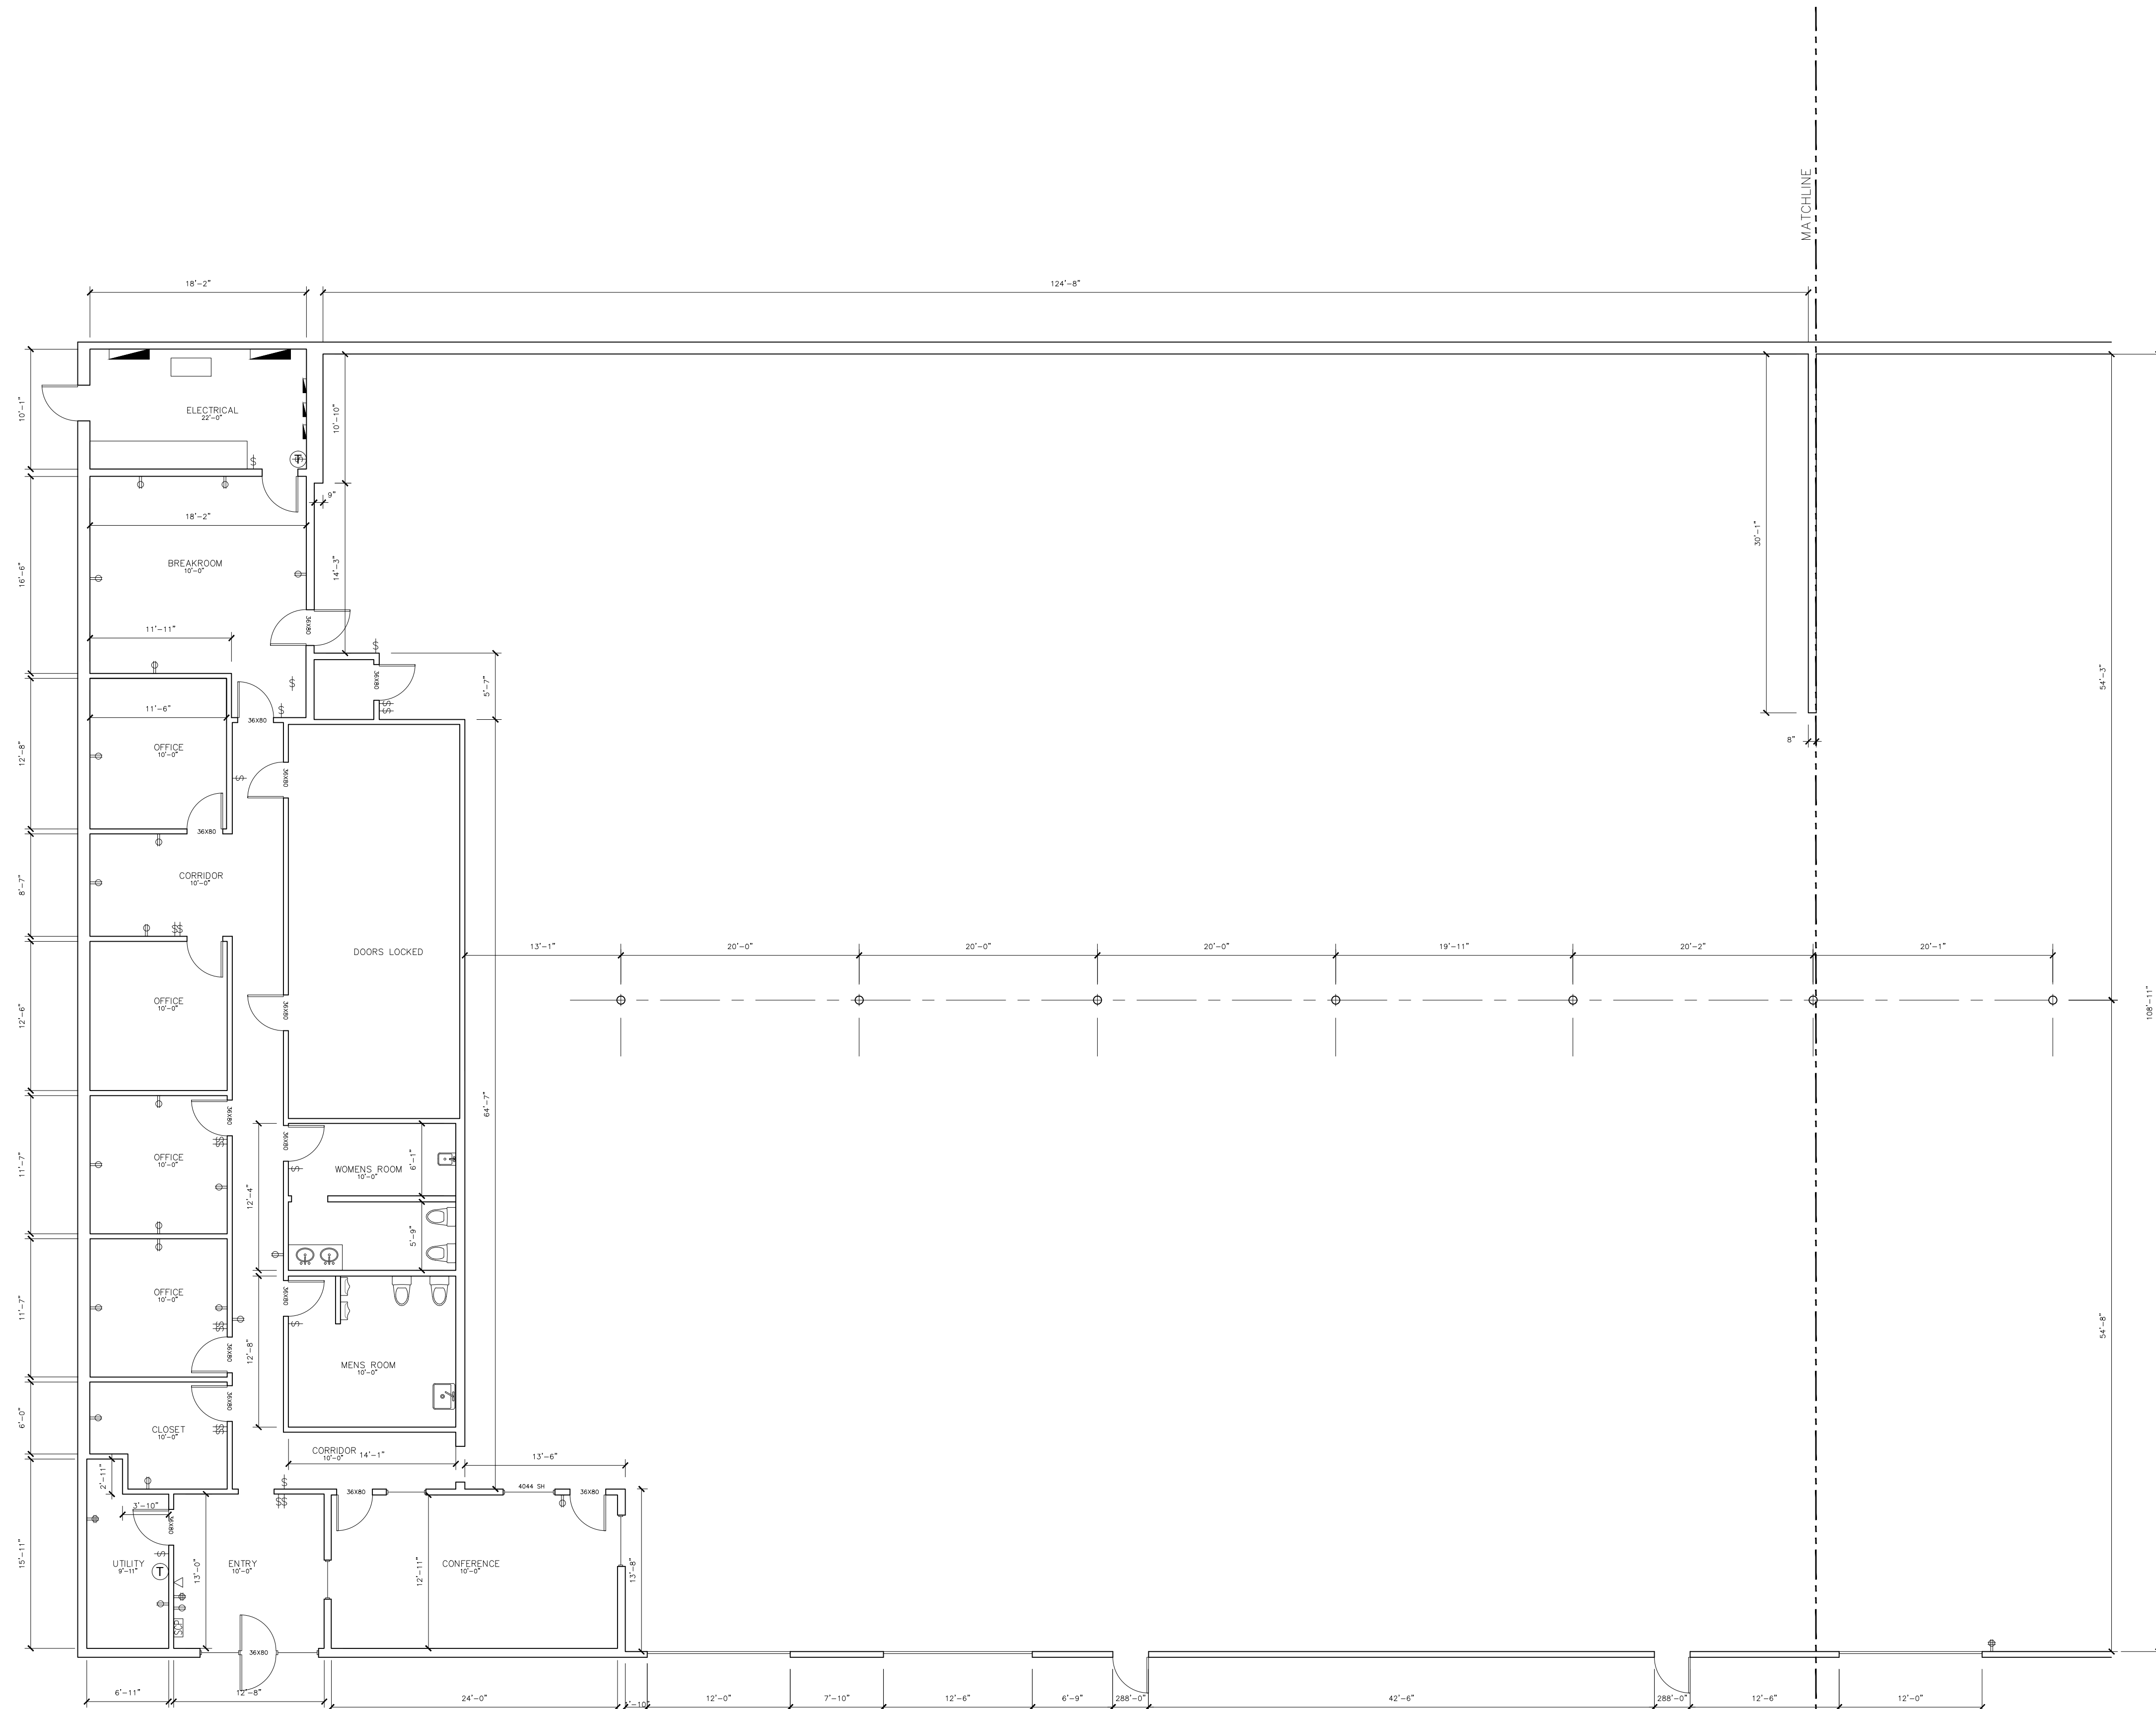 MATCHLINE
18'-2"
124'-8"
10'-1"
ELECTRICAL
22'-0"
10'-10"
S
T
9"
18'-2"
30'-1"
14'-3"
BREAKROOM
10'-0"
16'-6"
36X80
11'-11"
S
36X80
5'-7"
54'-3"
S
11'-6"
S
SS
36X80
8"
OFFICE
10'-0"
12'-8"
S
36X80
36X80
CORRIDOR
10'-0"
8'-7"
SS
DOORS LOCKED
13'-1"
20'-0"
20'-0"
20'-0"
19'-11"
20'-2"
20'-1"
OFFICE
10'-0"
12'-6"
36X80
108'-11"
64'-7"
36X80
SS
36X80
OFFICE
10'-0"
11'-7"
WOMENS ROOM
10'-0"
S
6'-1"
12'-4"
5'-9"
OFFICE
10'-0"
11'-7"
SS
36X80
36X80
S
12'-8"
MENS ROOM
10'-0"
54'-8"
36X80
SS
CLOSET
10'-0"
6'-0"
CORRIDOR
10'-0"
14'-1"
13'-6"
2'-11"
S
SS
3'-10"
36X80
36X80
4044 SH
36X80
15'-11"
UTILITY
9'-11"
S
T
13'-0"
ENTRY
10'-0"
12'-11"
CONFERENCE
10'-0"
13'-8"
SCP
36X80
6'-11"
12'-8"
24'-0"
12'-0"
7'-10"
12'-6"
6'-9"
288'-0"
42'-6"
288'-0"
12'-6"
12'-0"